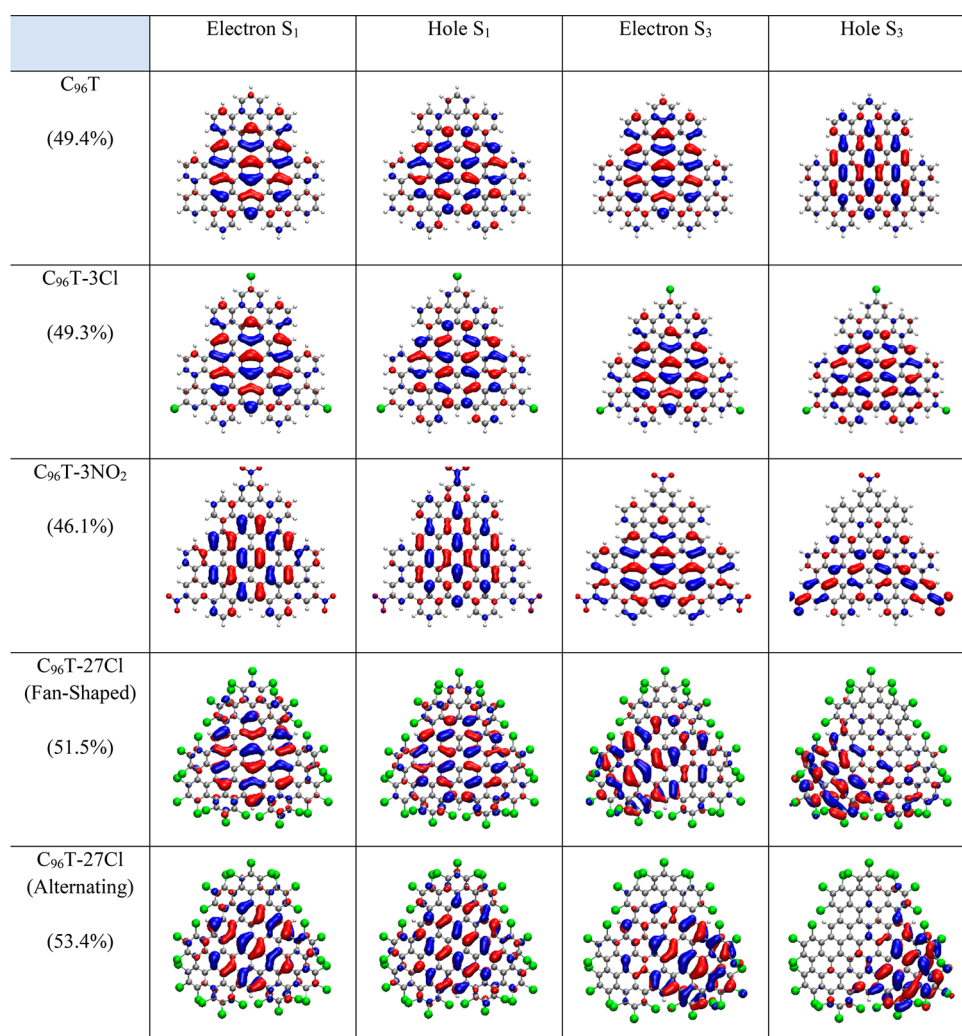 Electron S₁
Hole S₁
Electron S₃
Hole S₃
C₉₆T
(49.4%)
C₉₆T-3Cl
(49.3%)
C₉₆T-3NO₂
(46.1%)
C₉₆T-27Cl
(Fan-Shaped)
(51.5%)
C₉₆T-27Cl
(Alternating)
(53.4%)